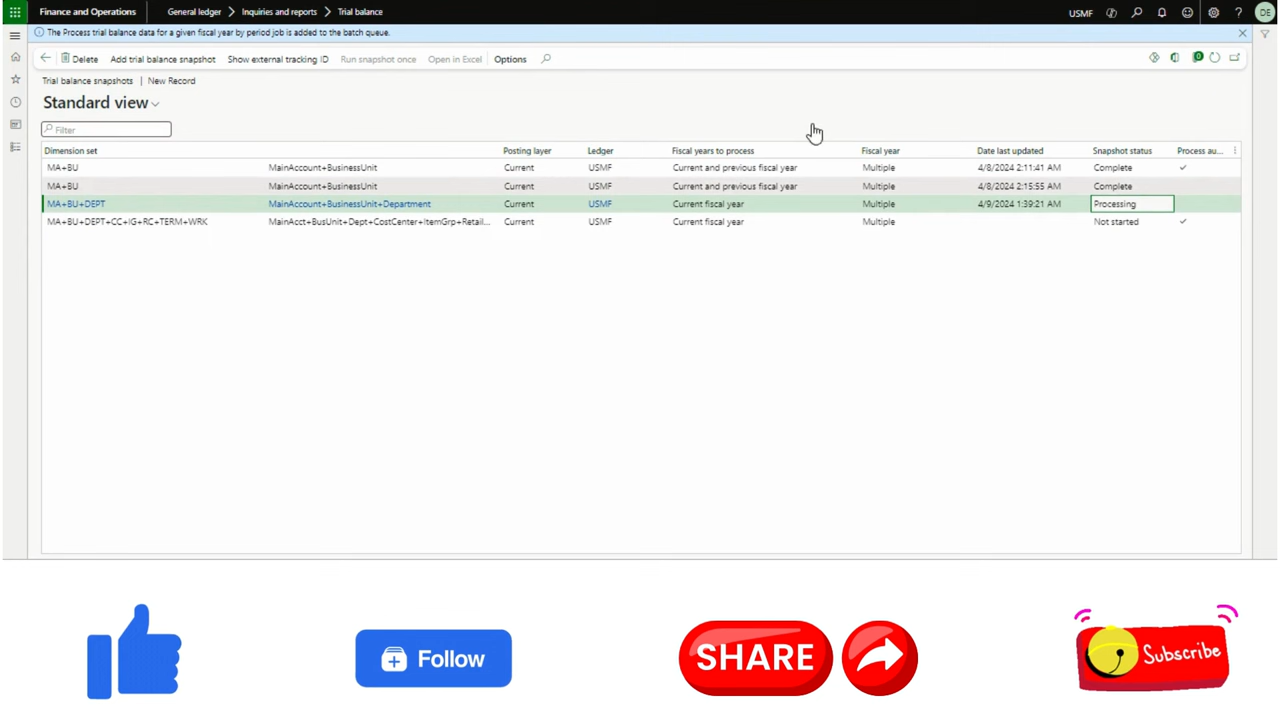 Finance and Operations General ledger Inquiries and reports Trial balance USMF ? DE
The Process trial balance data for a given fiscal year by period job is added to the batch queue.
Delete Add trial balance snapshot Show external tracking ID Run snapshot once Open in Excel Options 0
Trial balance snapshots | New Record
Standard view
Filter
Dimension set Posting layer Ledger Fiscal years to process Fiscal year Date last updated Snapshot status Process au...
MA+BU MainAccount+BusinessUnit Current USMF Current and previous fiscal year Multiple 4/8/2024 2:11:41 AM Complete
MA+BU MainAccount+BusinessUnit Current USMF Current and previous fiscal year Multiple 4/8/2024 2:15:55 AM Complete
MA+BU+DEPT MainAccount+BusinessUnit+Department Current USMF Current fiscal year Multiple 4/9/2024 1:39:21 AM Processing
MA+BU+DEPT+CC+IG+RC+TERM+WRK MainAcct+BusUnit+Dept+CostCenter+ItemGrp+Retail... Current USMF Current fiscal year Multiple Not started
Follow SHARE Subscribe